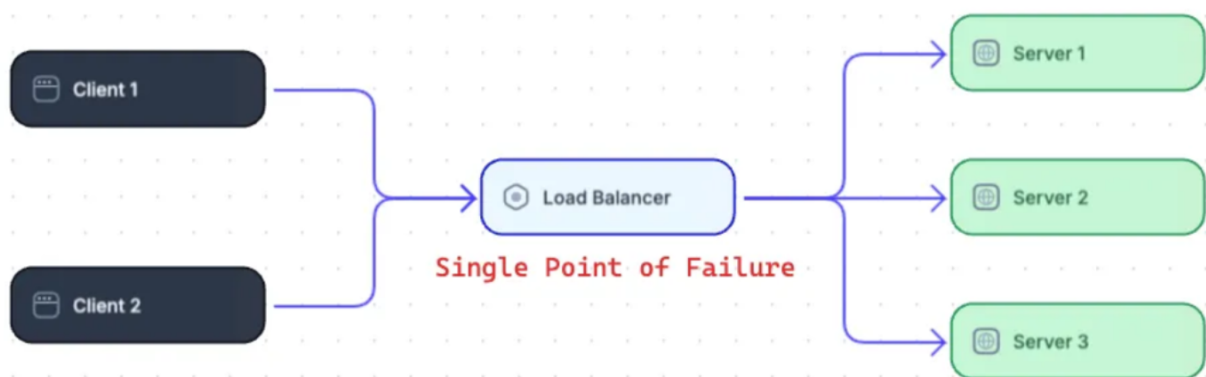 Client 1
Client 2
Load Balancer
Single Point of Failure
Server 1
Server 2
Server 3